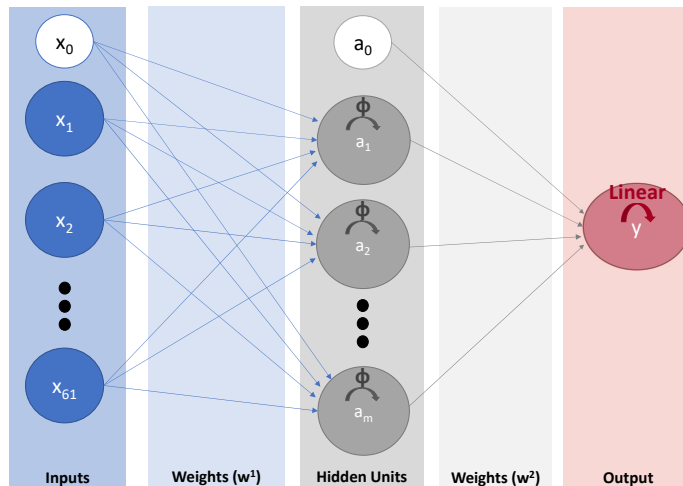 x₀
x₁
x₂
x₆₁
Inputs
Weights (w¹)
a₀
ϕ
a₁
ϕ
a₂
ϕ
aₘ
Hidden Units
Weights (w²)
Linear
y
Output